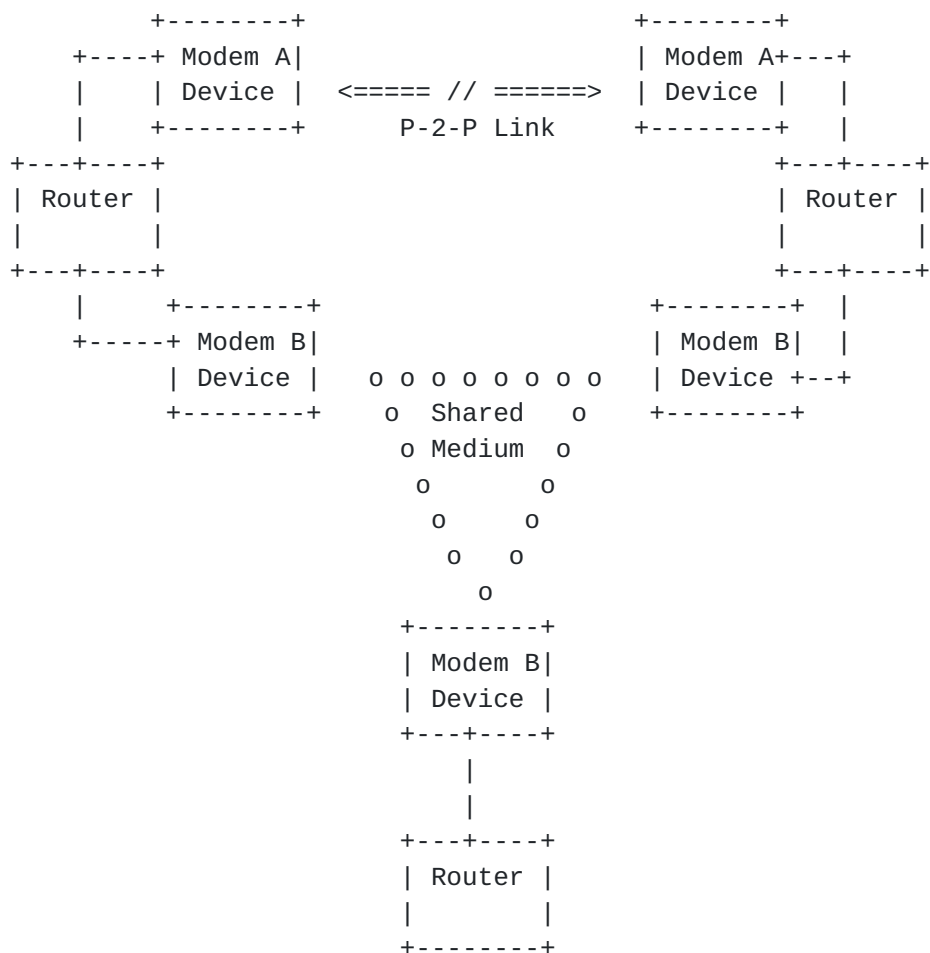 +--------+                     +--------+
+----+ Modem A|                     | Modem A+---+
|    | Device |  <===== // ======>  | Device |   |
|    +--------+      P-2-P Link     +--------+   |
+---+----+                                       +---+----+
| Router |                                       | Router |
|        |                                       |        |
+---+----+                                       +---+----+
|     +--------+                     +--------+  |
+-----+ Modem B|                     | Modem B|  |
| Device |   o o o o o o o o   | Device +--+
+--------+    o  Shared   o    +--------+
o Medium  o
o       o
o     o
o   o
o
+--------+
| Modem B|
| Device |
+---+----+
|
|
+---+----+
| Router |
|        |
+--------+